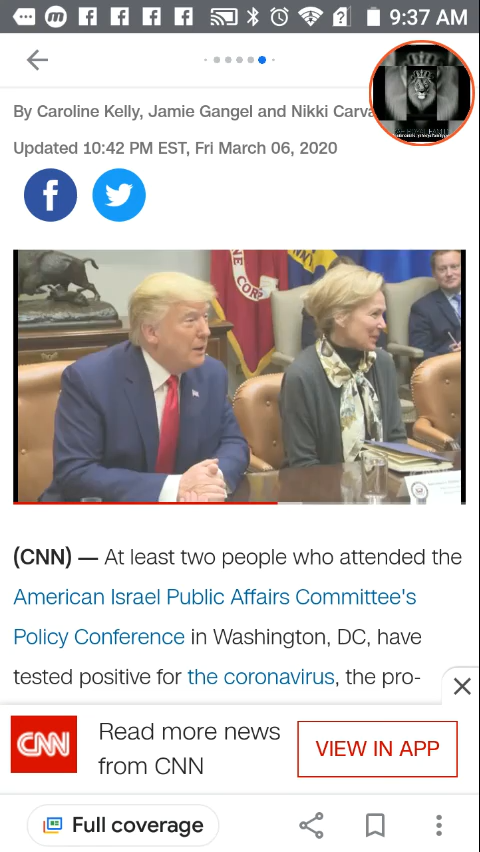 9:37 AM
By Caroline Kelly, Jamie Gangel and Nikki Carva
Updated 10:42 PM EST, Fri March 06, 2020
(CNN) — At least two people who attended the
American Israel Public Affairs Committee's
Policy Conference in Washington, DC, have
tested positive for the coronavirus, the pro-
CNN
Read more news
from CNN
VIEW IN APP
Full coverage